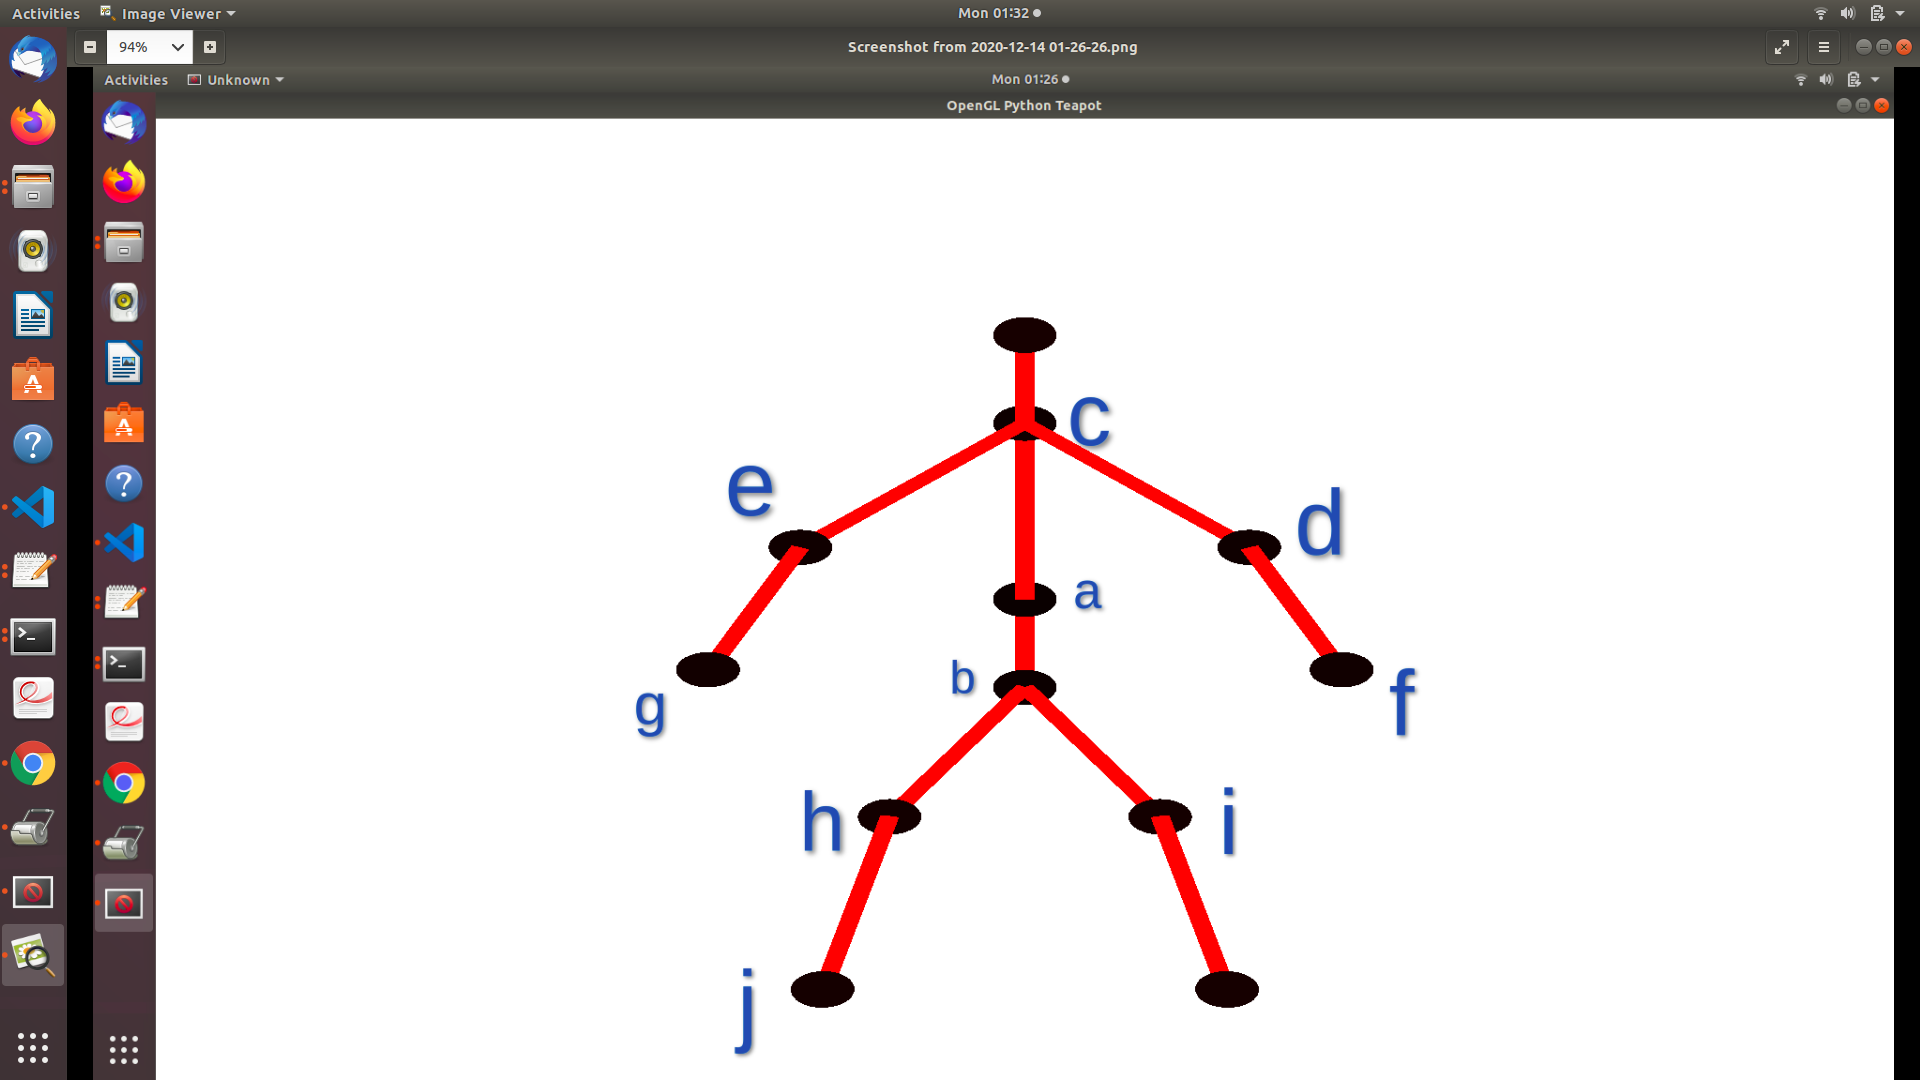 Activities Image Viewer Mon 01:32
94% Screenshot from 2020-12-14 01-26-26.png
Activities Unknown Mon 01:26
OpenGL Python Teapot
c
e
d
a
b
g
f
h
i
j